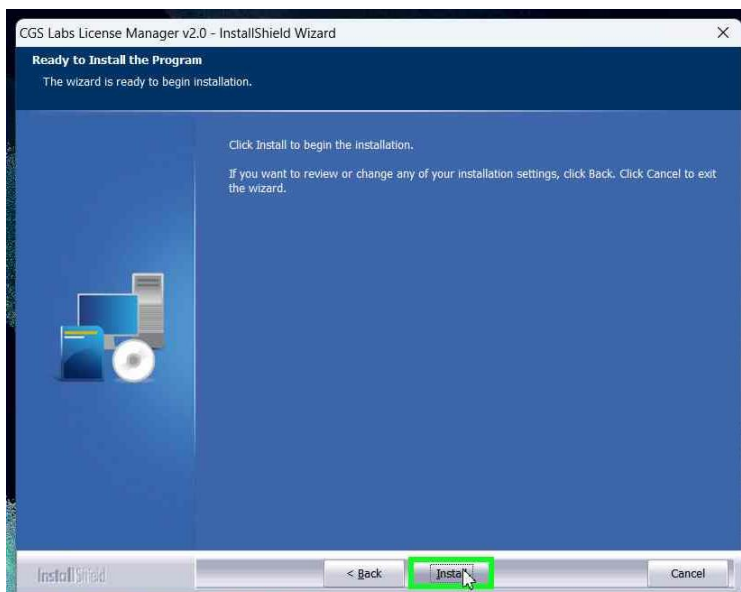 CGS Labs License Manager v2.0 - InstallShield Wizard
Ready to Install the Program
The wizard is ready to begin installation.
Click Install to begin the installation.
If you want to review or change any of your installation settings, click Back. Click Cancel to exit
the wizard.
InstallShield
< Back
Install
Cancel